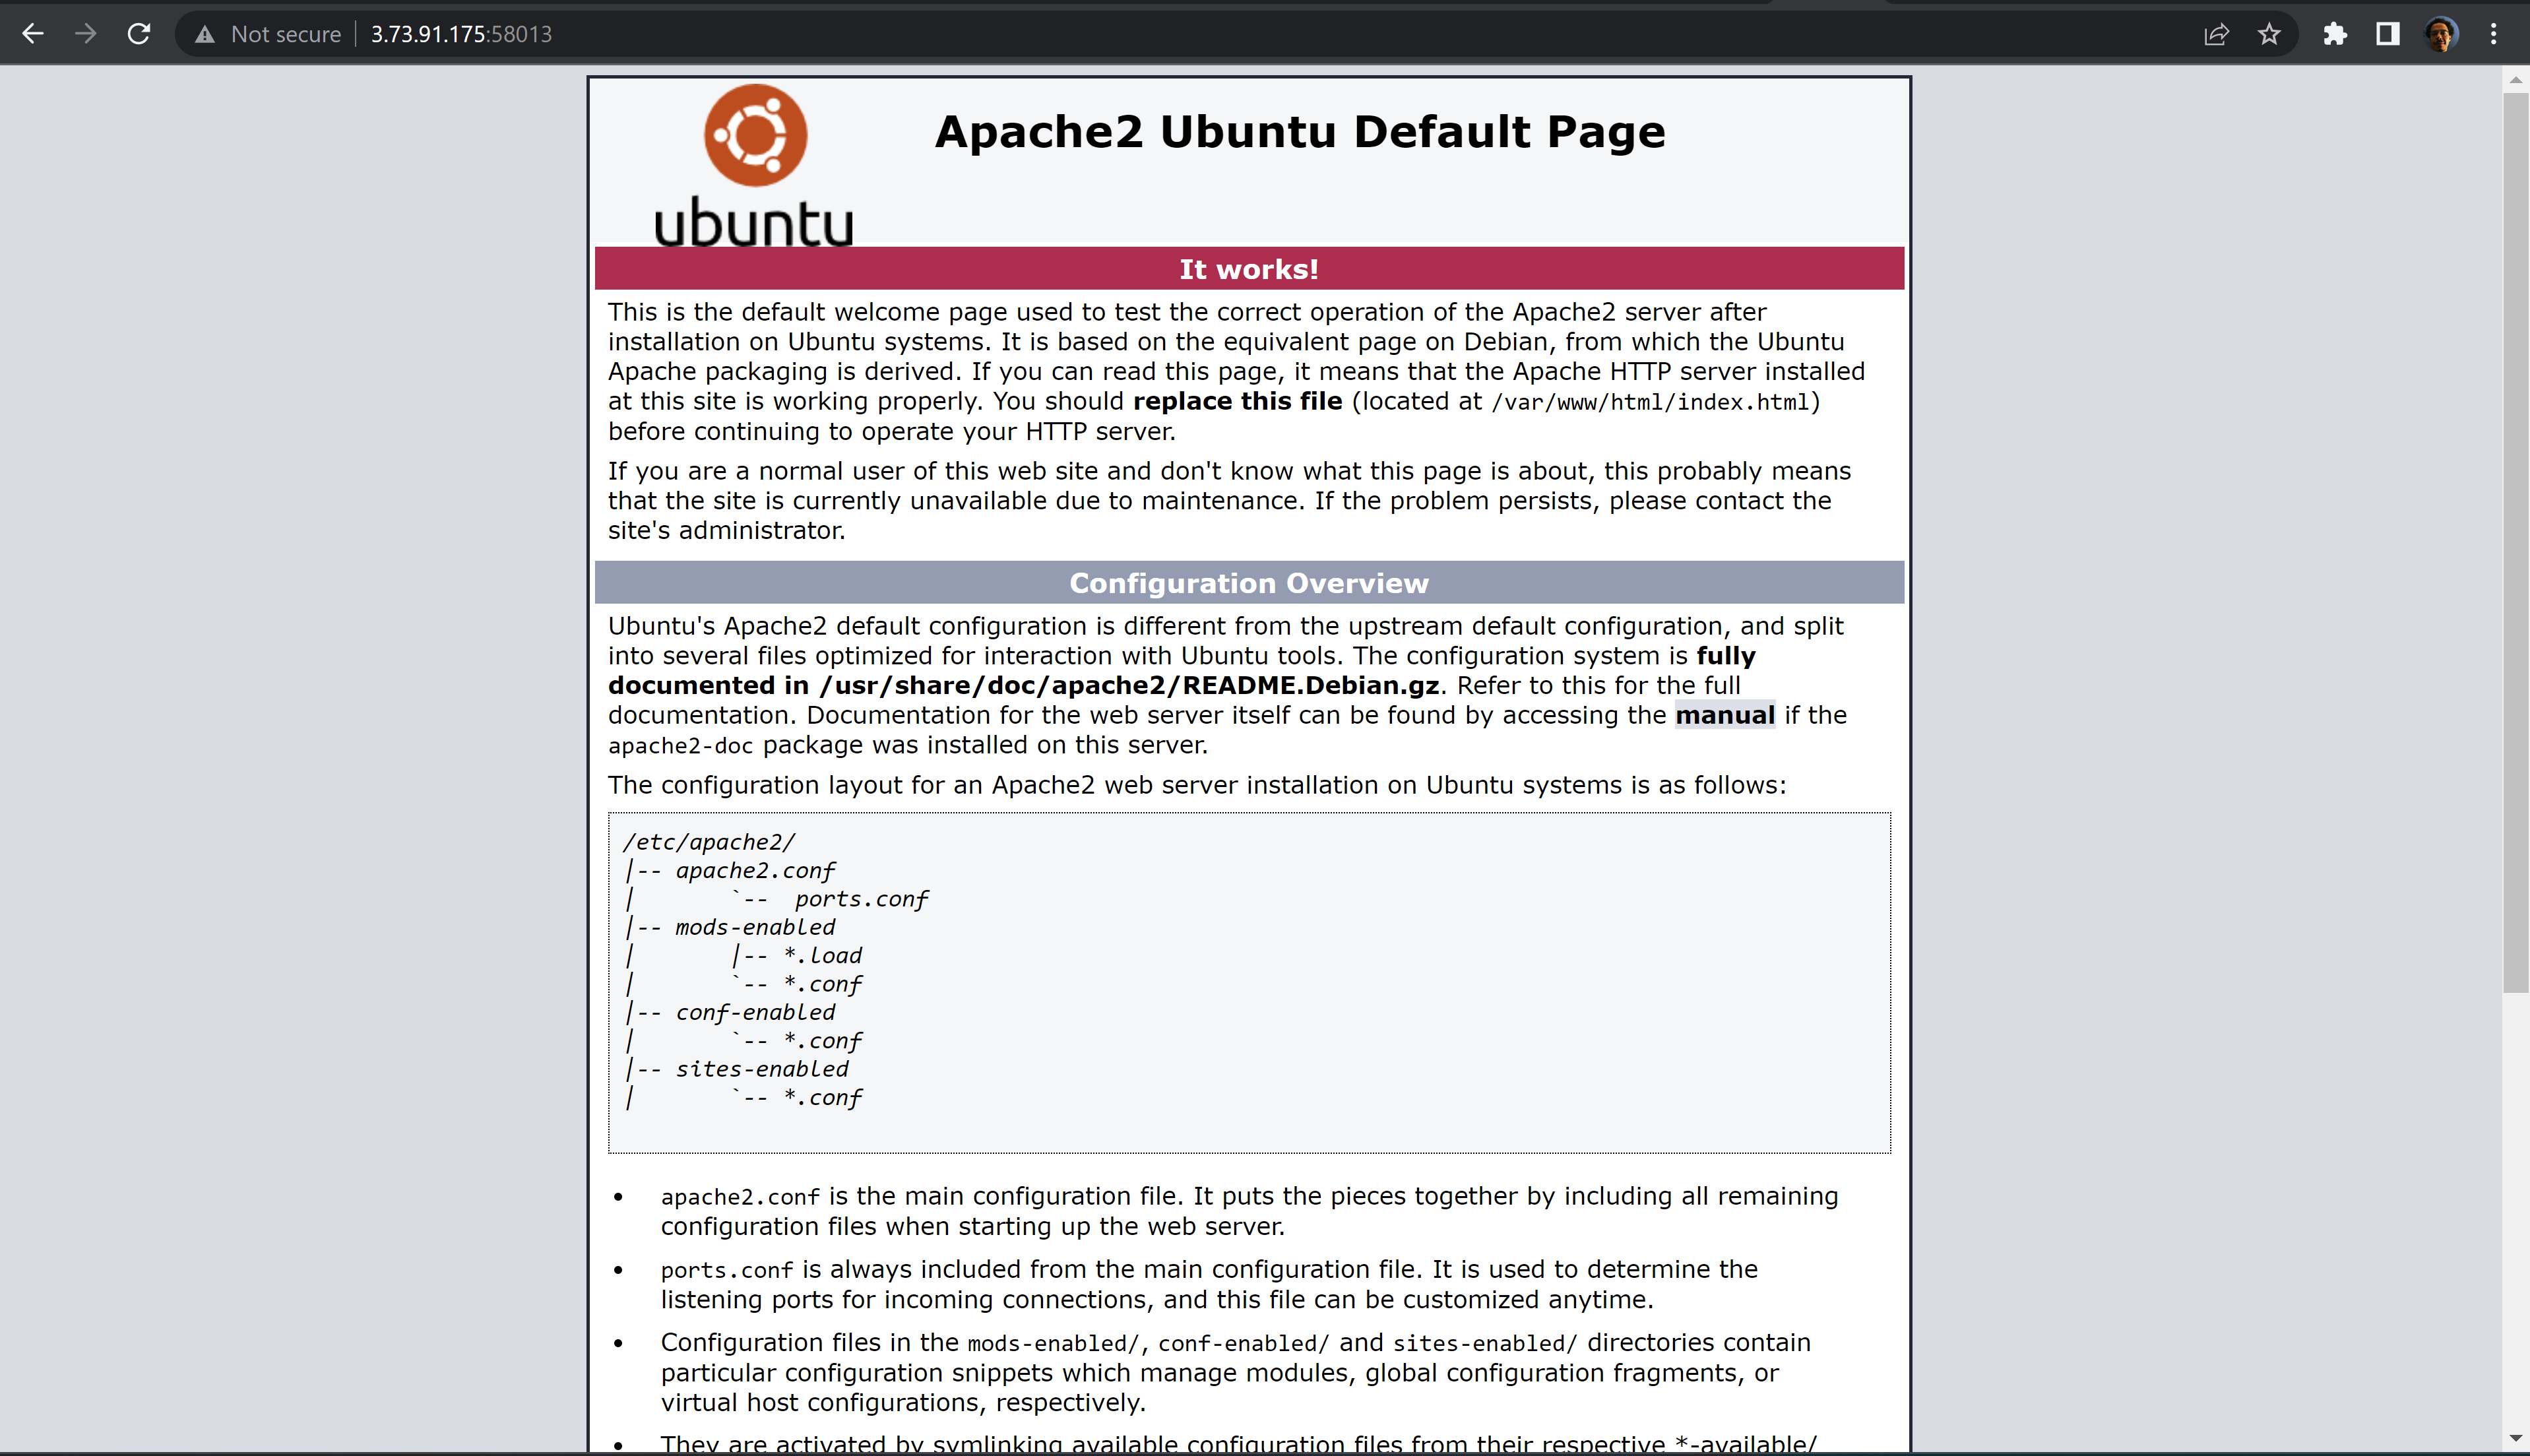 Not secure 3.73.91.175:58013
ubuntu
Apache2 Ubuntu Default Page
It works!
This is the default welcome page used to test the correct operation of the Apache2 server after
installation on Ubuntu systems. It is based on the equivalent page on Debian, from which the Ubuntu
Apache packaging is derived. If you can read this page, it means that the Apache HTTP server installed
at this site is working properly. You should replace this file (located at /var/www/html/index.html)
before continuing to operate your HTTP server.
If you are a normal user of this web site and don't know what this page is about, this probably means
that the site is currently unavailable due to maintenance. If the problem persists, please contact the
site's administrator.
Configuration Overview
Ubuntu's Apache2 default configuration is different from the upstream default configuration, and split
into several files optimized for interaction with Ubuntu tools. The configuration system is fully
documented in /usr/share/doc/apache2/README.Debian.gz. Refer to this for the full
documentation. Documentation for the web server itself can be found by accessing the manual if the
apache2-doc package was installed on this server.
The configuration layout for an Apache2 web server installation on Ubuntu systems is as follows:
/etc/apache2/
|-- apache2.conf
|       `--  ports.conf
|-- mods-enabled
|       |-- *.load
|       `-- *.conf
|-- conf-enabled
|       `-- *.conf
|-- sites-enabled
|       `-- *.conf
• apache2.conf is the main configuration file. It puts the pieces together by including all remaining
configuration files when starting up the web server.
• ports.conf is always included from the main configuration file. It is used to determine the
listening ports for incoming connections, and this file can be customized anytime.
• Configuration files in the mods-enabled/, conf-enabled/ and sites-enabled/ directories contain
particular configuration snippets which manage modules, global configuration fragments, or
virtual host configurations, respectively.
• They are activated by symlinking available configuration files from their respective *-available/